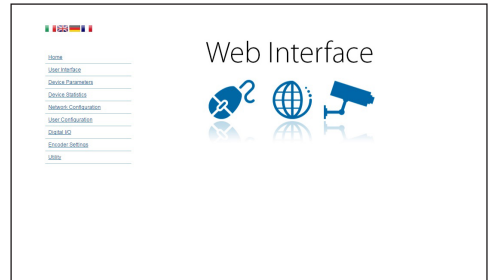 Web Interface
Home
User Interface
Device Parameters
Device Statistics
Network Configuration
User Configuration
Digital I/O
Encoder Settings
Utility